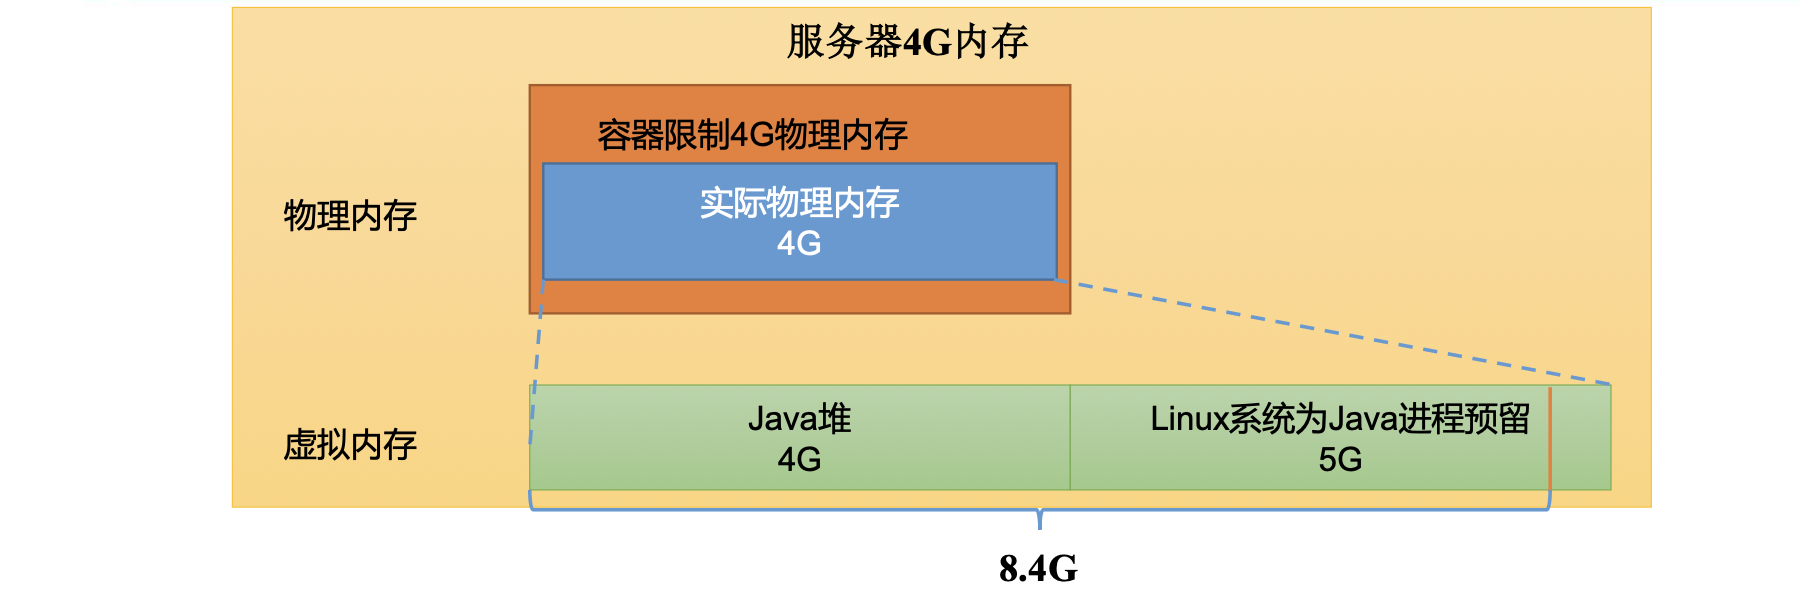 服务器4G内存
容器限制4G物理内存
物理内存
实际物理内存
4G
虚拟内存
Java堆
4G
Linux系统为Java进程预留
5G
8.4G